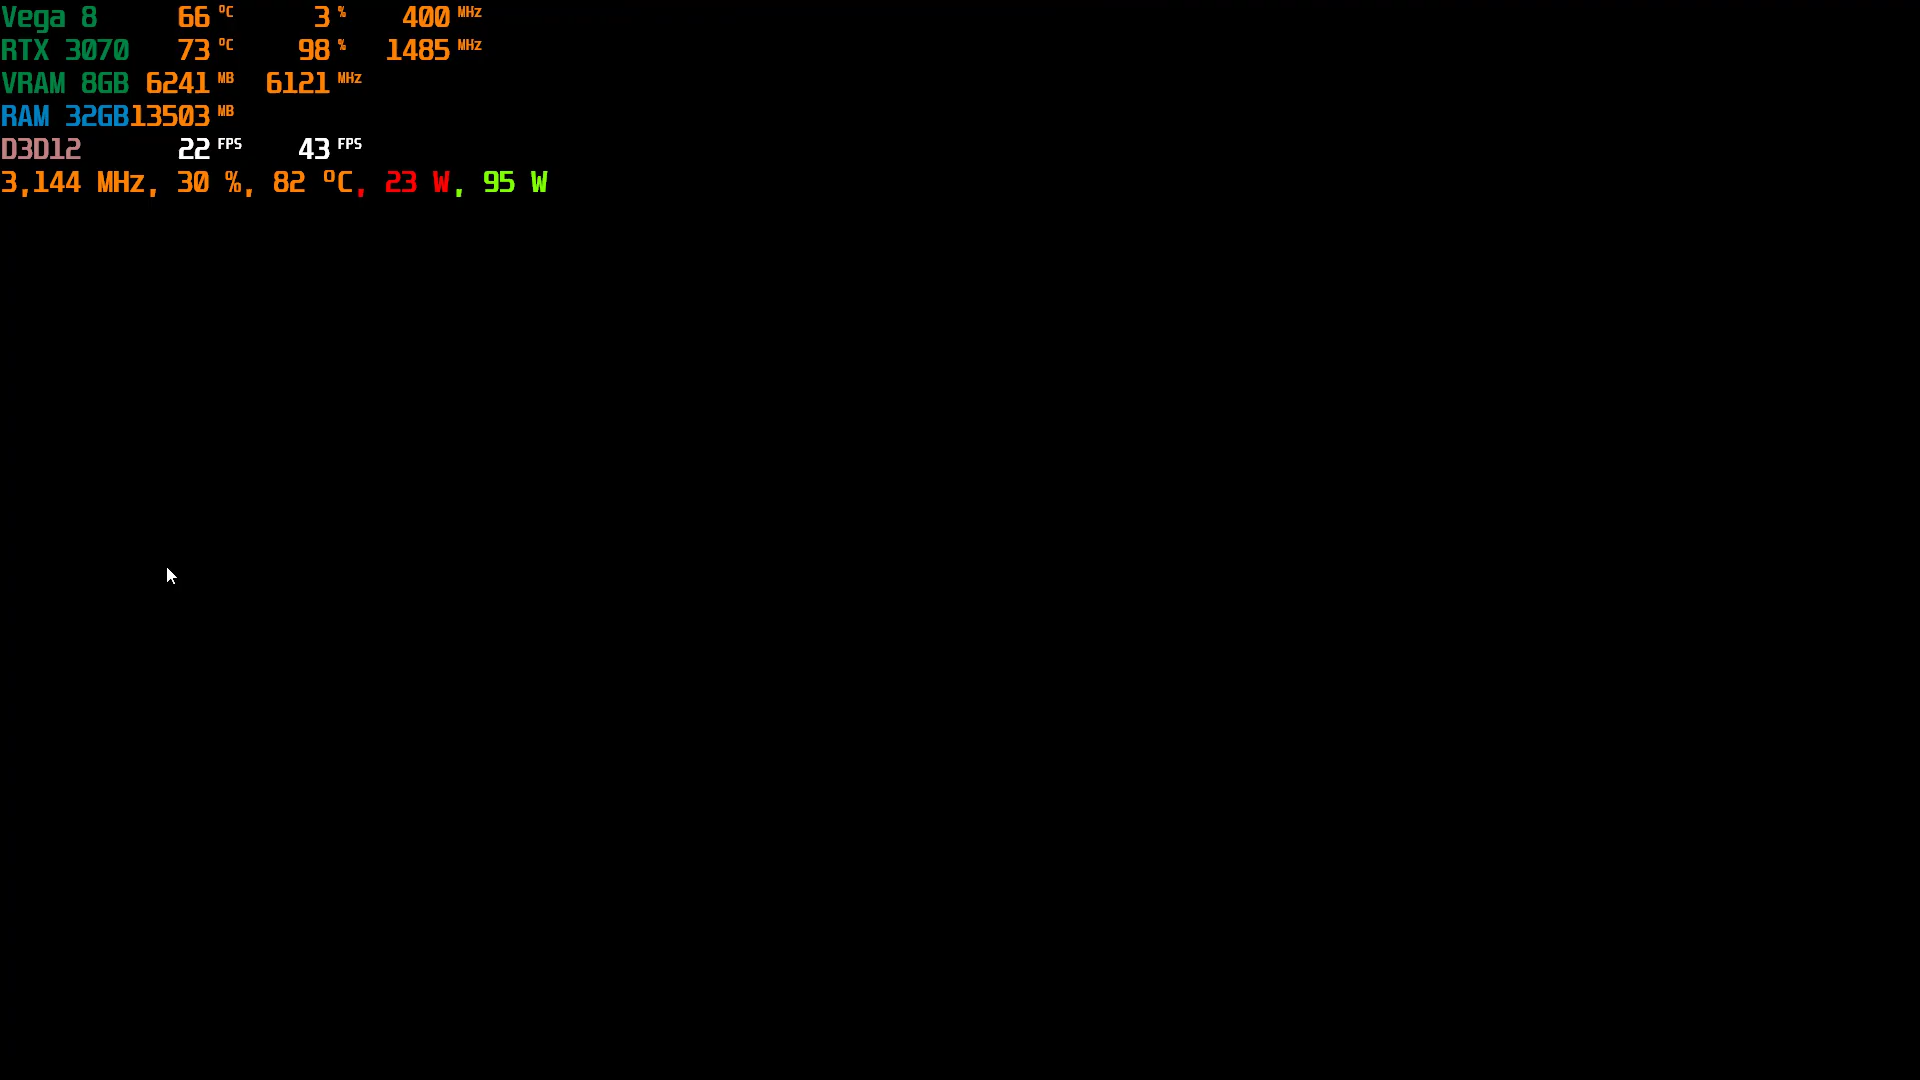 Vega 8 66 °C 3 % 400 MHz
RTX 3070 73 °C 98 % 1485 MHz
VRAM 8GB 6241 MB 6121 MHz
RAM 32GB13503 MB
D3D12 22 FPS 43 FPS
3,144 MHz, 30 %, 82 °C, 23 W, 95 W